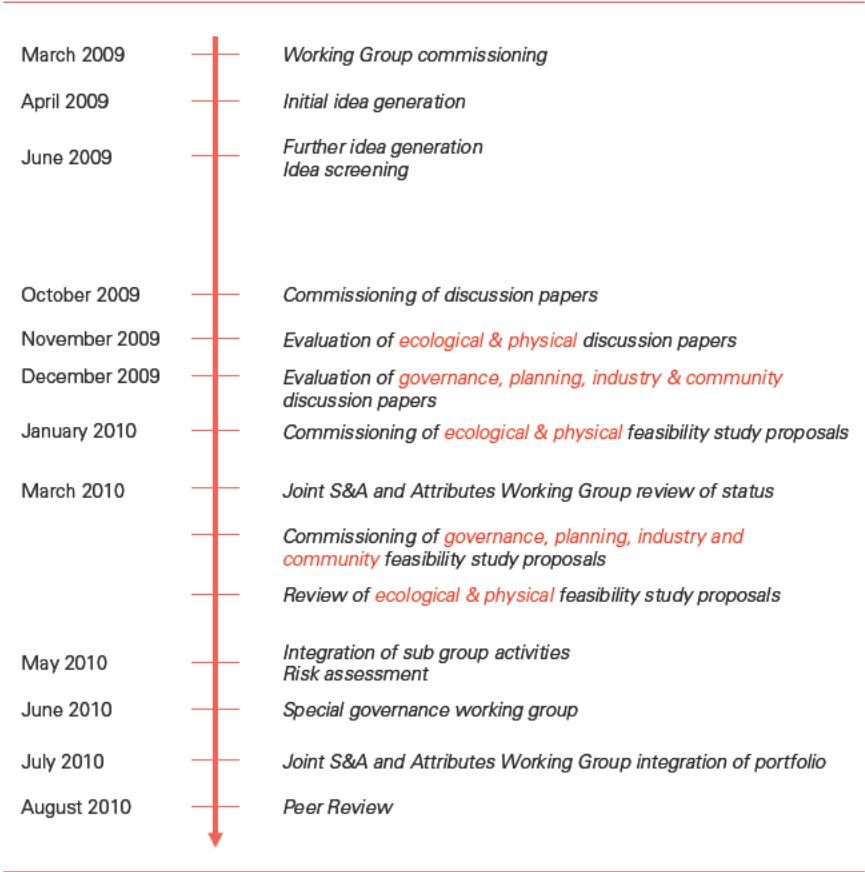 March 2009 Working Group commissioning
April 2009 Initial idea generation
June 2009 Further idea generation
Idea screening
October 2009 Commissioning of discussion papers
November 2009 Evaluation of ecological & physical discussion papers
December 2009 Evaluation of governance, planning, industry & community
discussion papers
January 2010 Commissioning of ecological & physical feasibility study proposals
March 2010 Joint S&A and Attributes Working Group review of status
Commissioning of governance, planning, industry and
community feasibility study proposals
Review of ecological & physical feasibility study proposals
May 2010 Integration of sub group activities
Risk assessment
June 2010 Special governance working group
July 2010 Joint S&A and Attributes Working Group integration of portfolio
August 2010 Peer Review